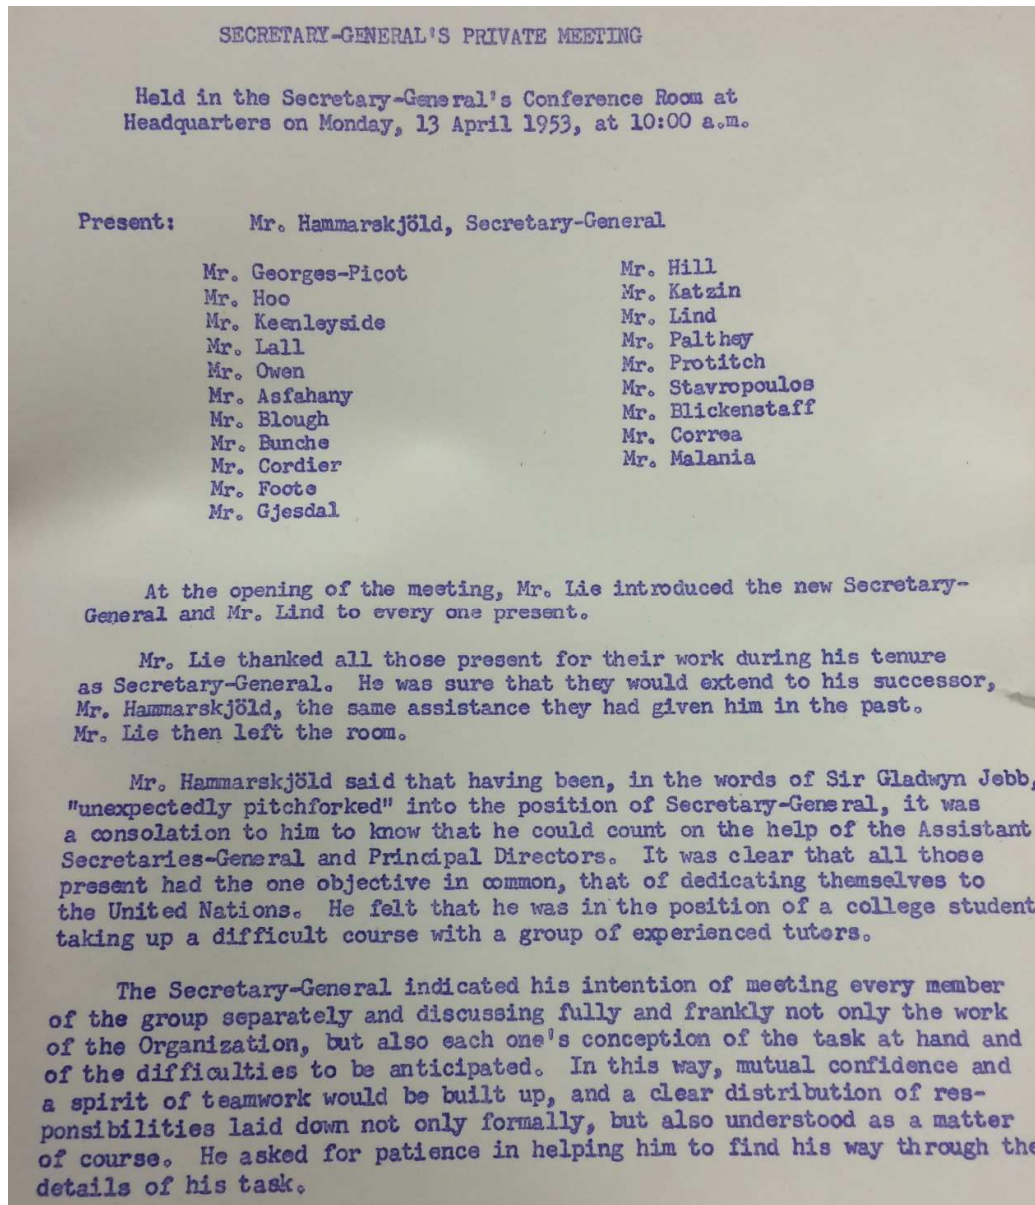 SECRETARY-GENERAL'S PRIVATE MEETING
Held in the Secretary-General's Conference Room at
Headquarters on Monday, 13 April 1953, at 10:00 a.m.
Present: Mr. Hammarskjöld, Secretary-General
Mr. Georges-Picot
Mr. Hoo
Mr. Keenleyside
Mr. Lall
Mr. Owen
Mr. Asfahany
Mr. Blough
Mr. Bunche
Mr. Cordier
Mr. Foote
Mr. Gjesdal
Mr. Hill
Mr. Katzin
Mr. Lind
Mr. Palthey
Mr. Protitch
Mr. Stavropoulos
Mr. Blickenstaff
Mr. Correa
Mr. Malania
At the opening of the meeting, Mr. Lie introduced the new Secretary-
General and Mr. Lind to every one present.
Mr. Lie thanked all those present for their work during his tenure
as Secretary-General. He was sure that they would extend to his successor,
Mr. Hammarskjöld, the same assistance they had given him in the past.
Mr. Lie then left the room.
Mr. Hammarskjöld said that having been, in the words of Sir Gladwyn Jebb,
"unexpectedly pitchforked" into the position of Secretary-General, it was
a consolation to him to know that he could count on the help of the Assistant
Secretaries-General and Principal Directors. It was clear that all those
present had the one objective in common, that of dedicating themselves to
the United Nations. He felt that he was in the position of a college student
taking up a difficult course with a group of experienced tutors.
The Secretary-General indicated his intention of meeting every member
of the group separately and discussing fully and frankly not only the work
of the Organization, but also each one's conception of the task at hand and
of the difficulties to be anticipated. In this way, mutual confidence and
a spirit of teamwork would be built up, and a clear distribution of res-
ponsibilities laid down not only formally, but also understood as a matter
of course. He asked for patience in helping him to find his way through the
details of his task.